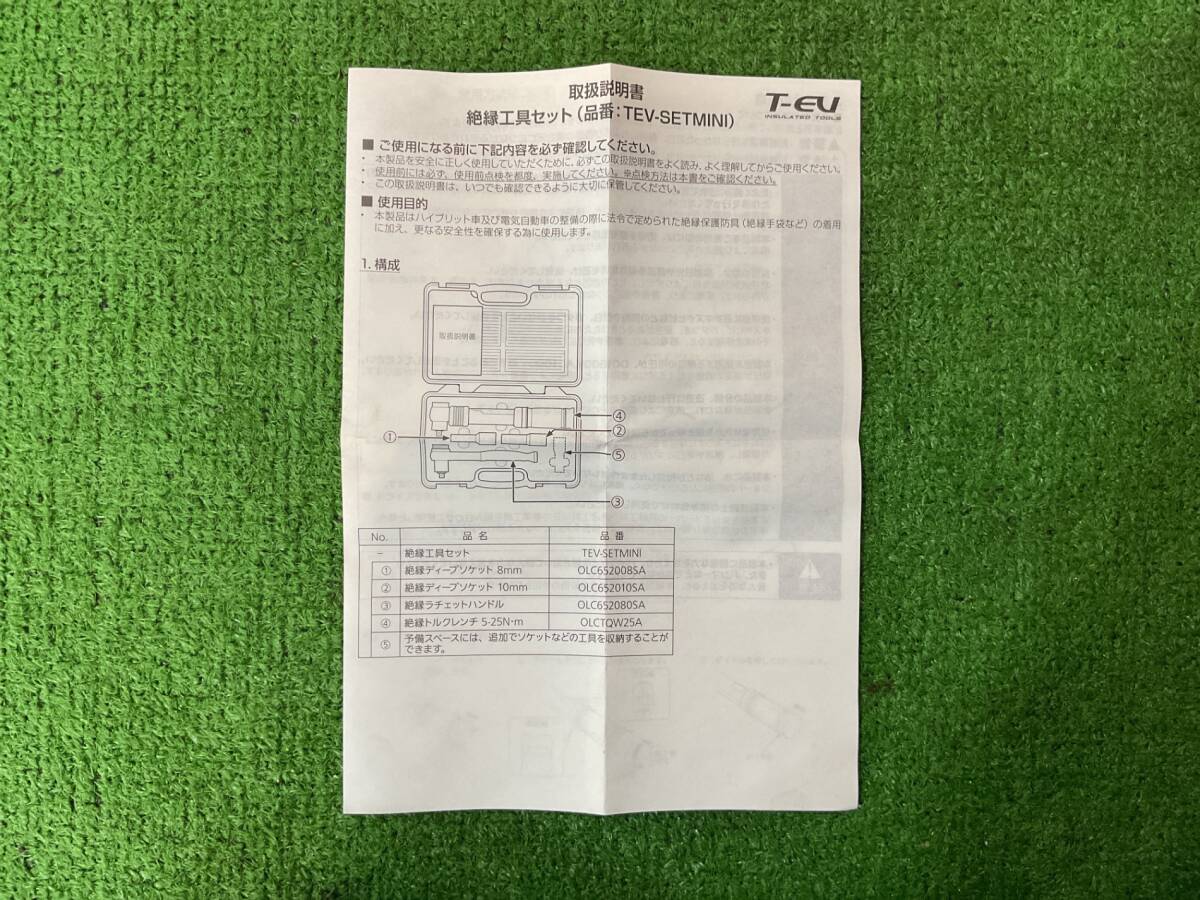 取扱説明書
絶縁工具セット(品番:TEV-SETMINI)
T-EV
INSULATED TOOLS
■ ご使用になる前に下記内容を必ず確認してください。
・ 本製品を安全に正しく使用していただくために、必ずこの取扱説明書をよく読み、よく理解してからご使用ください。
・ 使用前には必ず、使用前点検を都度、実施してください。※点検方法は本書をご確認ください。
・ この取扱説明書は、いつでも確認できるように大切に保管してください。
■ 使用目的
・ 本製品はハイブリット車及び電気自動車の整備の際に法令で定められた絶縁保護防具(絶縁手袋など)の着用
に加え、更なる安全性を確保する為に使用します。
1. 構成
取扱説明書
④
②
①
⑤
③
No. 品 名 品 番
− 絶縁工具セット TEV-SETMINI
① 絶縁ディープソケット 8mm OLC652008SA
② 絶縁ディープソケット 10mm OLC652010SA
③ 絶縁ラチェットハンドル OLC652080SA
④ 絶縁トルクレンチ 5-25N·m OLCTQW25A
⑤ 予備スペースには、追加でソケットなどの工具を収納することが
できます。